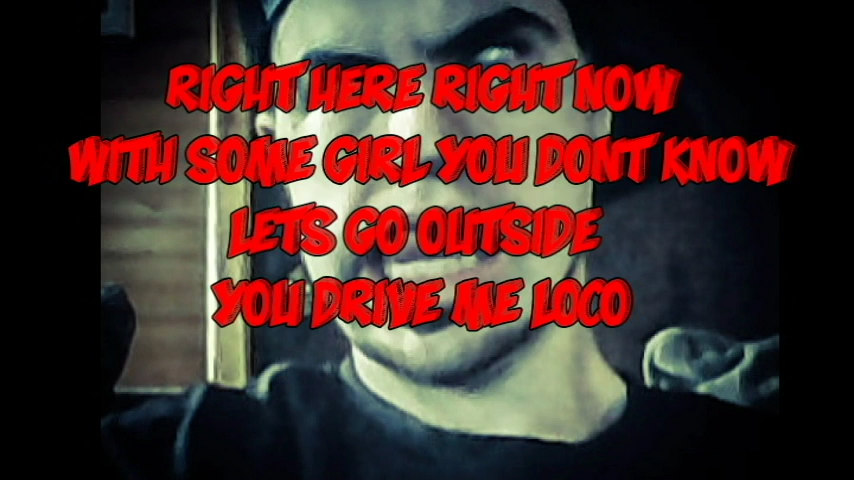 RIGHT HERE RIGHT NOW
WITH SOME GIRL YOU DONT KNOW
LETS GO OUTSIDE
YOU DRIVE ME LOCO